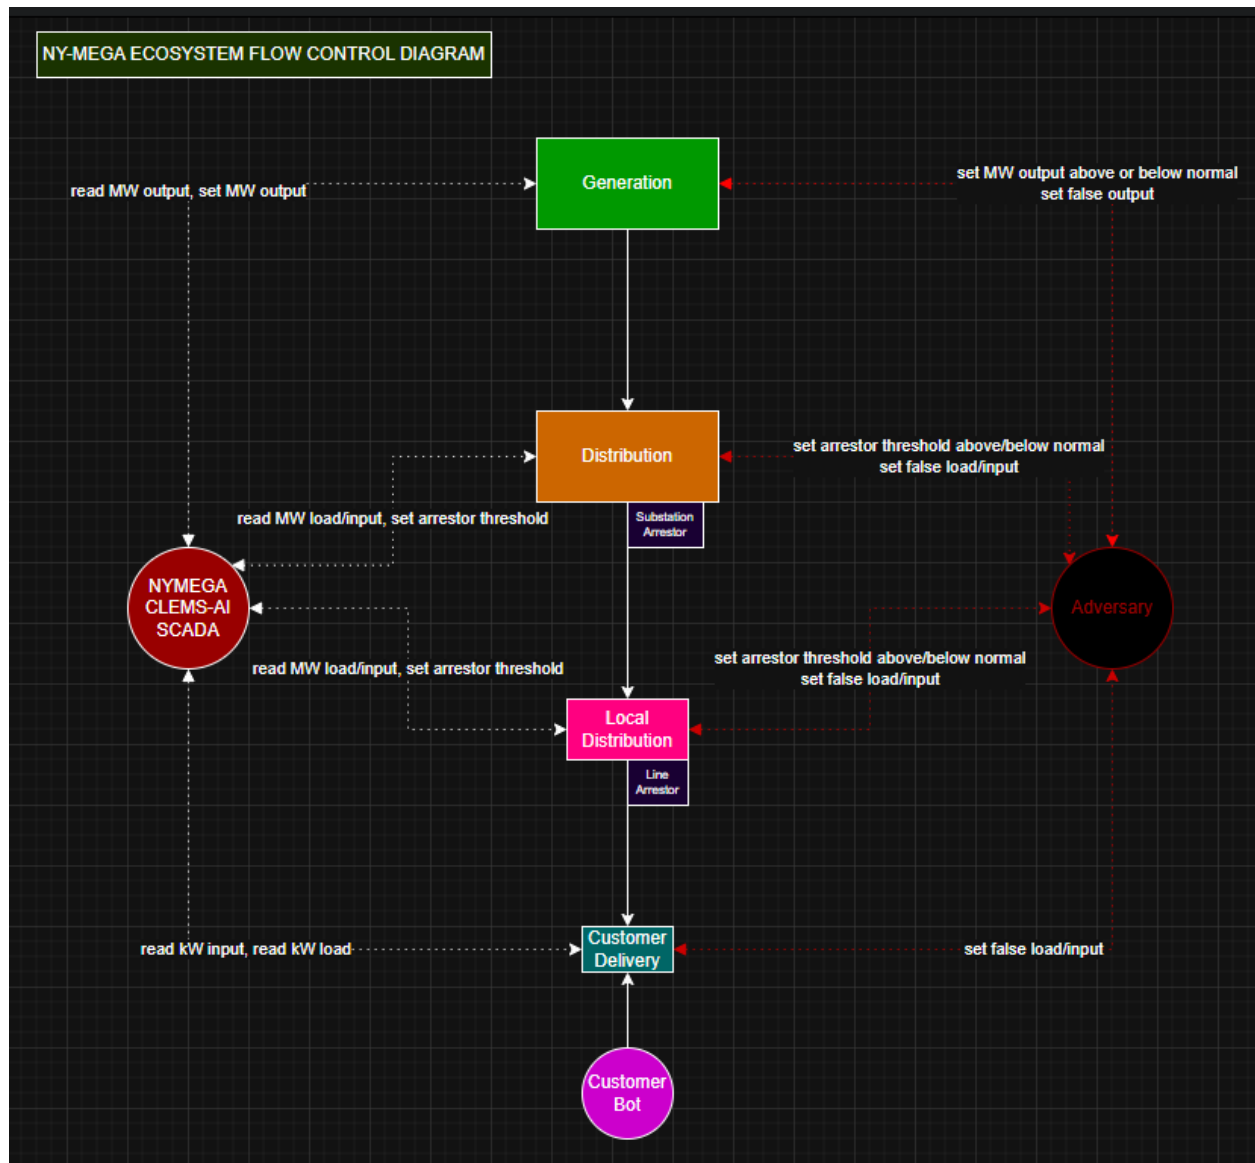 NY-MEGA ECOSYSTEM FLOW CONTROL DIAGRAM
Generation
read MW output, set MW output
set MW output above or below normal
set false output
Distribution
set arrestor threshold above/below normal
set false load/input
read MW load/input, set arrestor threshold
Substation
Arrestor
NYMEGA
CLEMS-AI
SCADA
Adversary
read MW load/input, set arrestor threshold
set arrestor threshold above/below normal
set false load/input
Local
Distribution
Line
Arrestor
read kW input, read kW load
Customer
Delivery
set false load/input
Customer
Bot